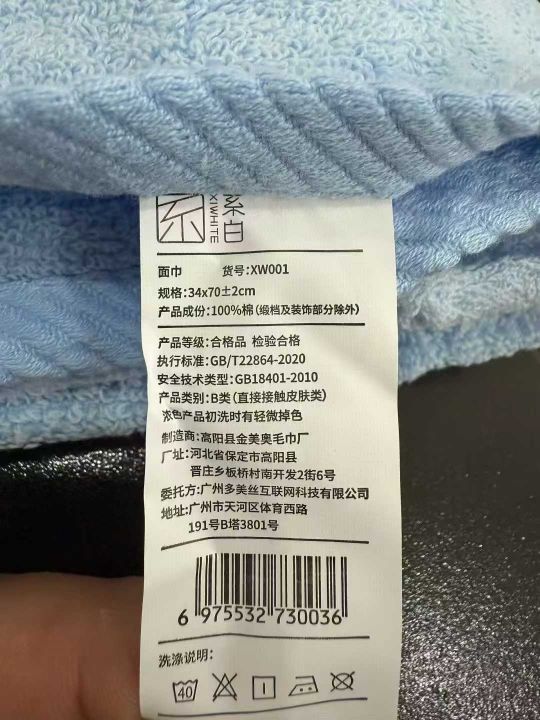 XIWHITE
面巾 货号:XW001
规格:34x70±2cm
产品成份:100%棉(缎档及装饰部分除外)
产品等级:合格品 检验合格
执行标准:GB/T22864-2020
安全技术类型:GB18401-2010
产品类别:B类(直接接触皮肤类)
浓色产品初洗时有轻微掉色
制造商:高阳县金美奥毛巾厂
厂址:河北省保定市高阳县
晋庄乡板桥村南开发2街6号
委托方:广州多美丝互联网科技有限公司
地址:广州市天河区体育西路
191号B塔3801号
6 975532 730036
洗涤说明:
40